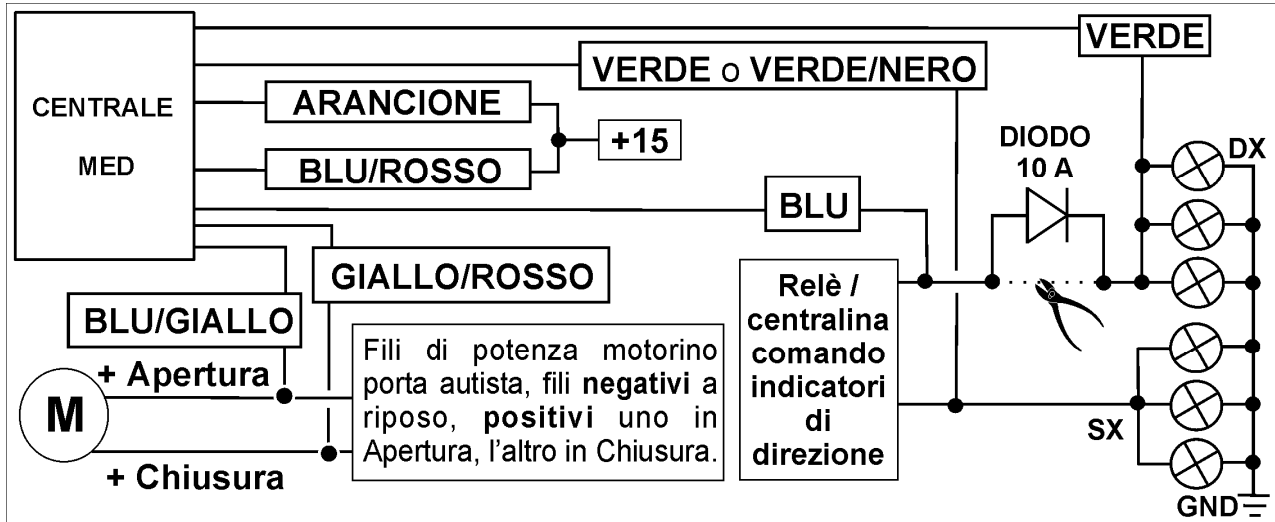 CENTRALE
MED
VERDE
VERDE o VERDE/NERO
ARANCIONE
+15
BLU/ROSSO
BLU
DIODO
10 A
DX
GIALLO/ROSSO
BLU/GIALLO
+ Apertura
M
+ Chiusura
Fili di potenza motorino
porta autista, fili negativi a
riposo, positivi uno in
Apertura, l'altro in Chiusura.
Relè /
centralina
comando
indicatori
di
direzione
SX
GND